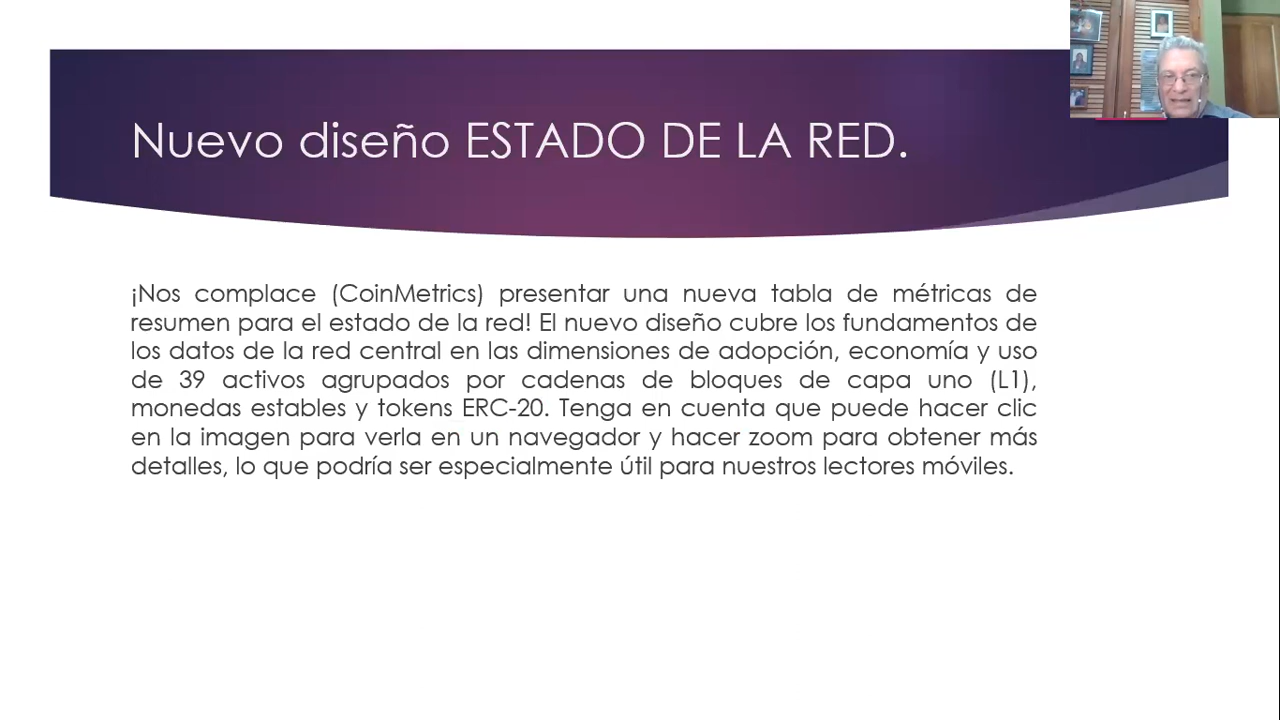 Nuevo diseño ESTADO DE LA RED.
¡Nos complace (CoinMetrics) presentar una nueva tabla de métricas de
resumen para el estado de la red! El nuevo diseño cubre los fundamentos de
los datos de la red central en las dimensiones de adopción, economía y uso
de 39 activos agrupados por cadenas de bloques de capa uno (L1),
monedas estables y tokens ERC-20. Tenga en cuenta que puede hacer clic
en la imagen para verla en un navegador y hacer zoom para obtener más
detalles, lo que podría ser especialmente útil para nuestros lectores móviles.